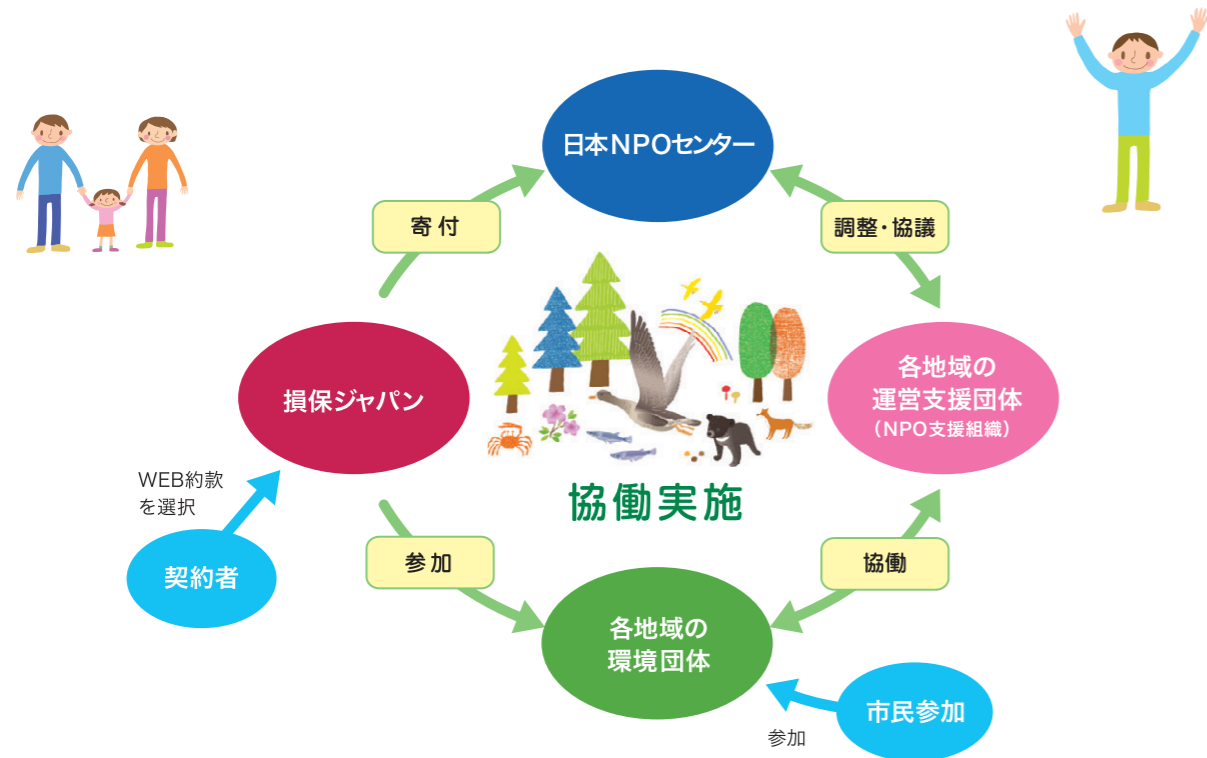 日本NPOセンター
寄付
調整・協議
損保ジャパン
各地域の
運営支援団体
(NPO支援組織)
WEB約款
を選択
協働実施
契約者
参加
協働
各地域の
環境団体
市民参加
参加